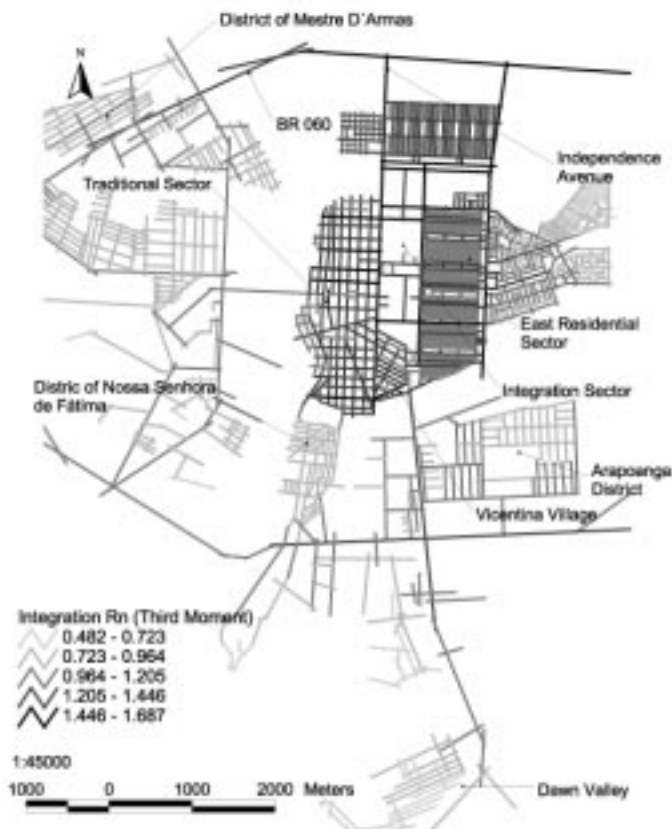 District of Mestre D´Armas
N
BR 060
Independence
Avenue
Traditional Sector
East Residential
Sector
Integration Sector
Distric of Nossa Senhora
de Fátima
Arapoanga
District
Vicentina Village
Integration Rn (Third Moment)
0.482 - 0.723
0.723 - 0.964
0.964 - 1.205
1.205 - 1.446
1.446 - 1.687
1:45000
1000 0 1000 2000 Meters
Dawn Valley